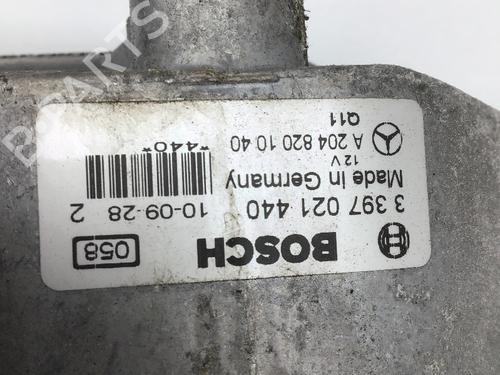 BOSCH
058
3 397 021 440
10-09-28 2
Made in Germany
12V
*440*
A 204 820 10 40
Q11
B-PARTS